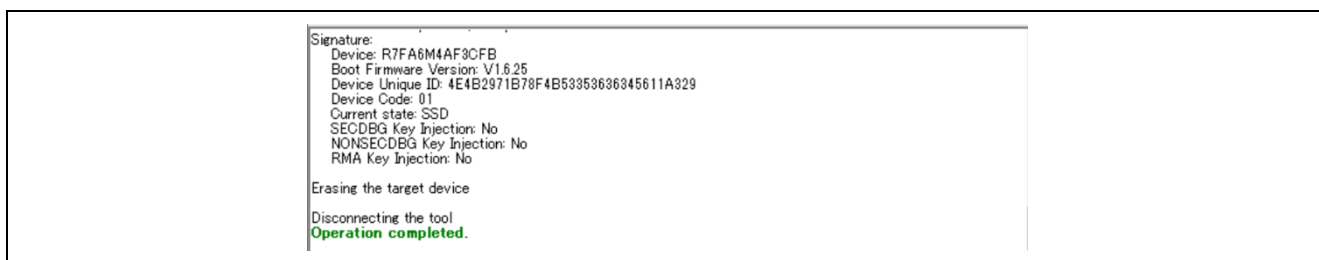 Signature:
Device: R7FA6M4AF3CFB
Boot Firmware Version: V1.6.25
Device Unique ID: 4E4B2971B78F4B53353636345611A329
Device Code: 01
Current state: SSD
SECDBG Key Injection: No
NONSECDBG Key Injection: No
RMA Key Injection: No
Erasing the target device
Disconnecting the tool
Operation completed.